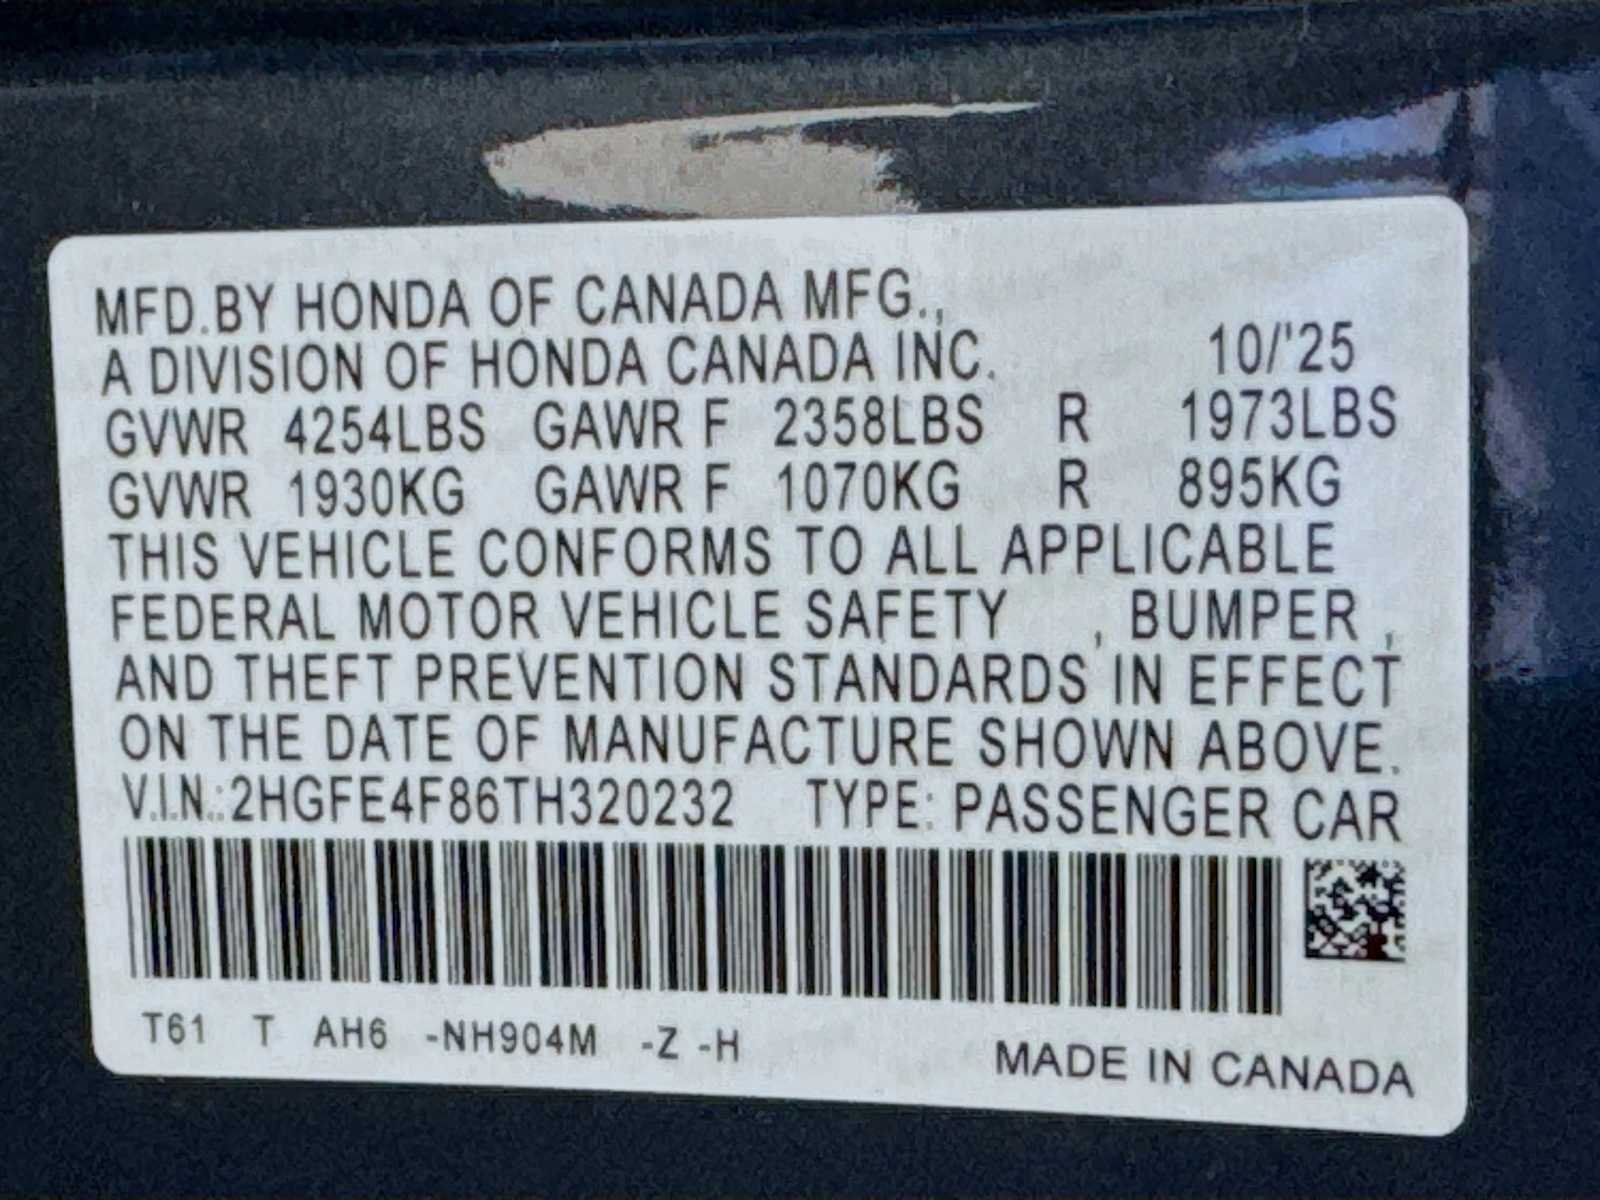 MFD.BY HONDA OF CANADA MFG.,
A DIVISION OF HONDA CANADA INC. 10/'25
GVWR 4254LBS GAWR F 2358LBS R 1973LBS
GVWR 1930KG GAWR F 1070KG R 895KG
THIS VEHICLE CONFORMS TO ALL APPLICABLE
FEDERAL MOTOR VEHICLE SAFETY , BUMPER ,
AND THEFT PREVENTION STANDARDS IN EFFECT
ON THE DATE OF MANUFACTURE SHOWN ABOVE.
V.I.N.:2HGFE4F86TH320232 TYPE: PASSENGER CAR
T61 T AH6 -NH904M -Z -H
MADE IN CANADA